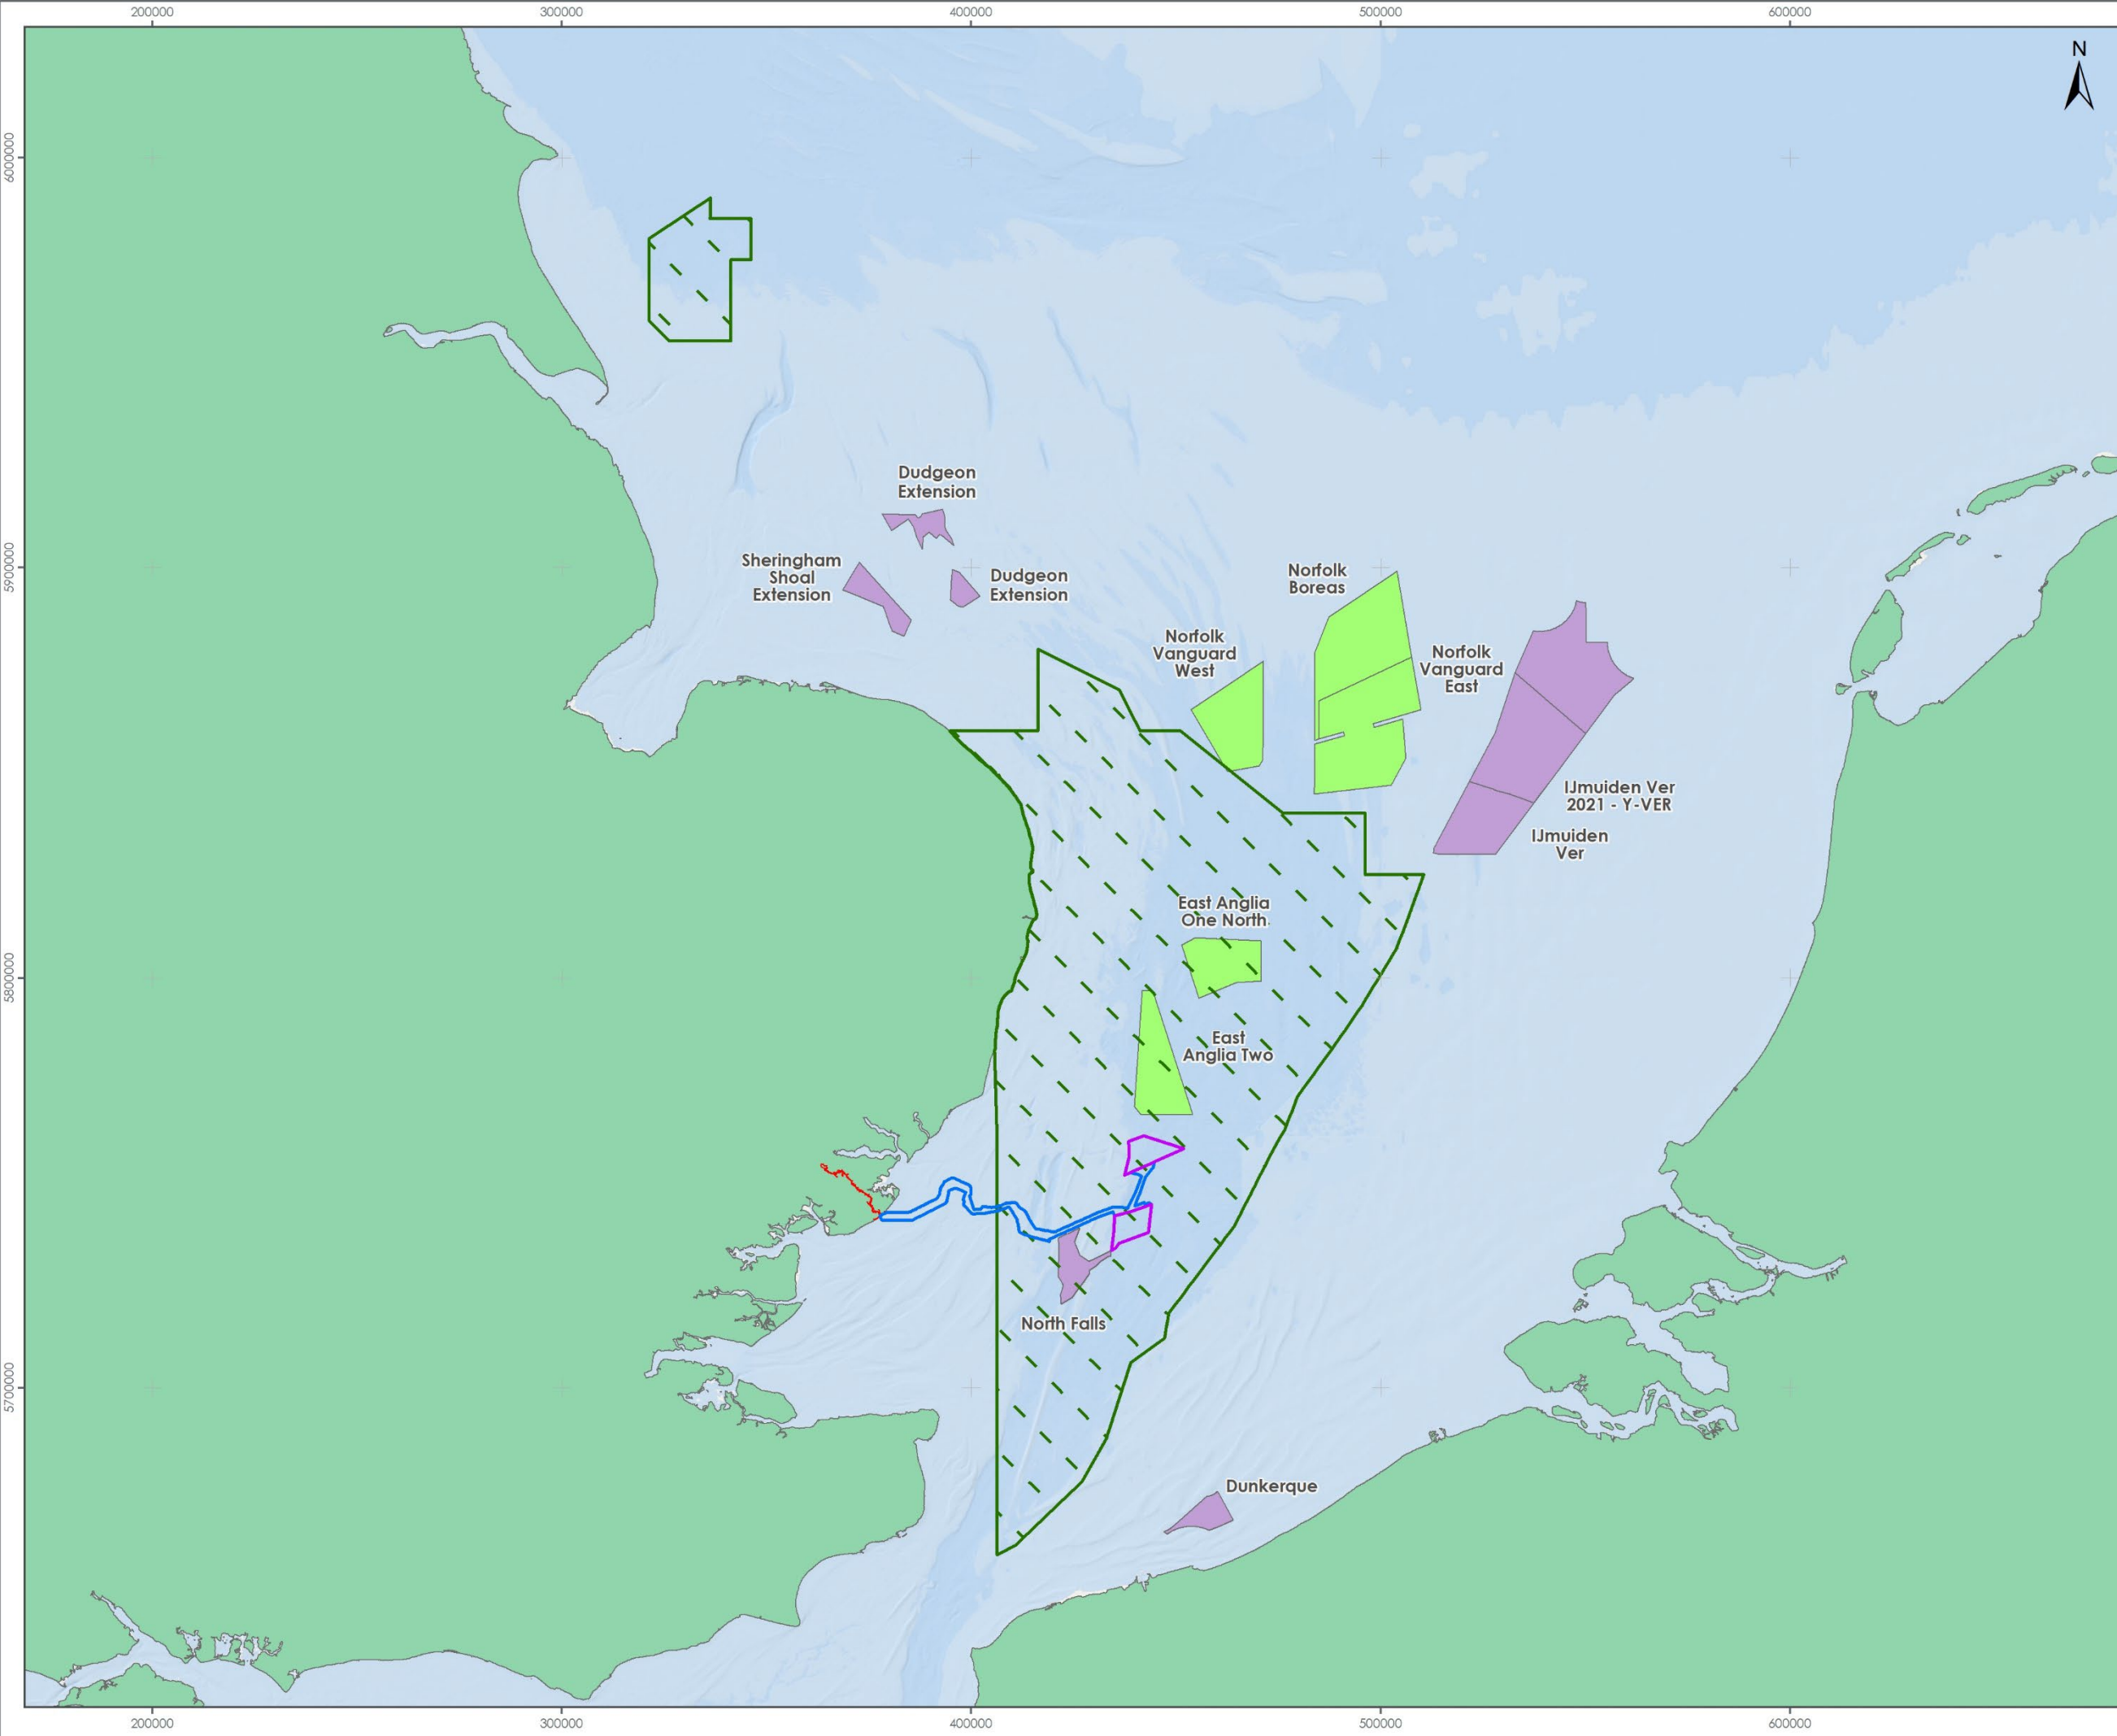 200000
300000
400000
500000
600000
N
6000000
Dudgeon
Extension
Sheringham
Shoal
Extension
5900000
Dudgeon
Extension
Norfolk
Boreas
Norfolk
Vanguard
West
Norfolk
Vanguard
East
IJmuiden Ver
2021 - Y-VER
IJmuiden
Ver
East Anglia
One North
5800000
East
Anglia Two
North Falls
5700000
Dunkerque
200000
300000
400000
500000
600000